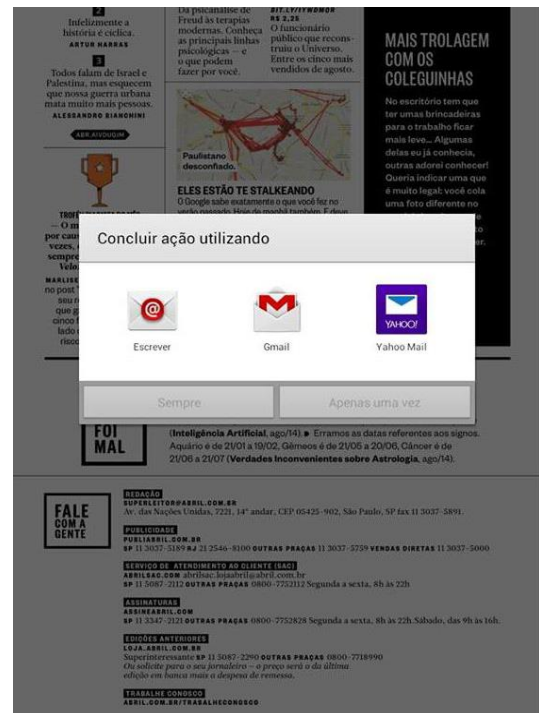 2
Infelizmente a
história é cíclica.
ARTUR HARRAS
3
Todos falam de Israel e
Palestina, mas esquecem
que nossa guerra urbana
mata muito mais pessoas.
ALESSANDRO BIANCHINI
ABR.AI/DUQIM
Da psicanálise de
Freud às terapias
modernas. Conheça
as principais linhas
psicológicas — e
o que podem
fazer por você.
R$ 2,25
O funcionário
público que recons-
truiu o Universo.
Entre os cinco mais
vendidos de agosto.
Paulistano
desconfiado.
ELES ESTÃO TE STALKEANDO
O Google sabe exatamente o que você fez no
verão passado. Hoje de manhã também. E deve
MAIS TROLAGEM
COM OS
COLEGUINHAS
No escritório tem que
ter umas brincadeiras
para o trabalho ficar
mais leve... Algumas
delas eu já conhecia,
outras adorei conhecer!
Queria indicar uma que
é muito legal: você cola
uma foto diferente no
Concluir ação utilizando
Escrever
Gmail
Yahoo Mail
YAHOO!
Sempre
Apenas uma vez
FOI
MAL
(Inteligência Artificial, ago/14). ▸ Erramos as datas referentes aos signos.
Aquário é de 21/01 a 19/02, Gêmeos é de 21/05 a 20/06, Câncer é de
21/06 a 21/07 (Verdades Inconvenientes sobre Astrologia, ago/14).
FALE
COM A
GENTE
REDAÇÃO
SUPERLEITOR@ABRIL.COM.BR
Av. das Nações Unidas, 7221, 14º andar, CEP 05425-902, São Paulo, SP fax 11 3037-5891.
PUBLICIDADE
PUBLIABRIL.COM.BR
SP 11 3037-5189 RJ 21 2546-8100 OUTRAS PRAÇAS 11 3037-5759 VENDAS DIRETAS 11 3037-5000
SERVIÇO DE ATENDIMENTO AO CLIENTE (SAC)
ABRILSAC.COM abrilsac.lojaabril@abril.com.br
SP 11 5087-2112 OUTRAS PRAÇAS 0800-7752112 Segunda a sexta, 8h às 22h
ASSINATURAS
ASSINEABRIL.COM
SP 11 3347-2121 OUTRAS PRAÇAS 0800-7752828 Segunda a sexta, 8h às 22h. Sábado, das 9h às 16h.
EDIÇÕES ANTERIORES
LOJA.ABRIL.COM.BR
Superinteressante SP 11 5087-2290 OUTRAS PRAÇAS 0800-7718990
Ou solicite para o seu jornaleiro — o preço será o da última
edição em banca mais a despesa de remessa.
TRABALHE CONOSCO
ABRIL.COM.BR/TRABALHECONOSCO